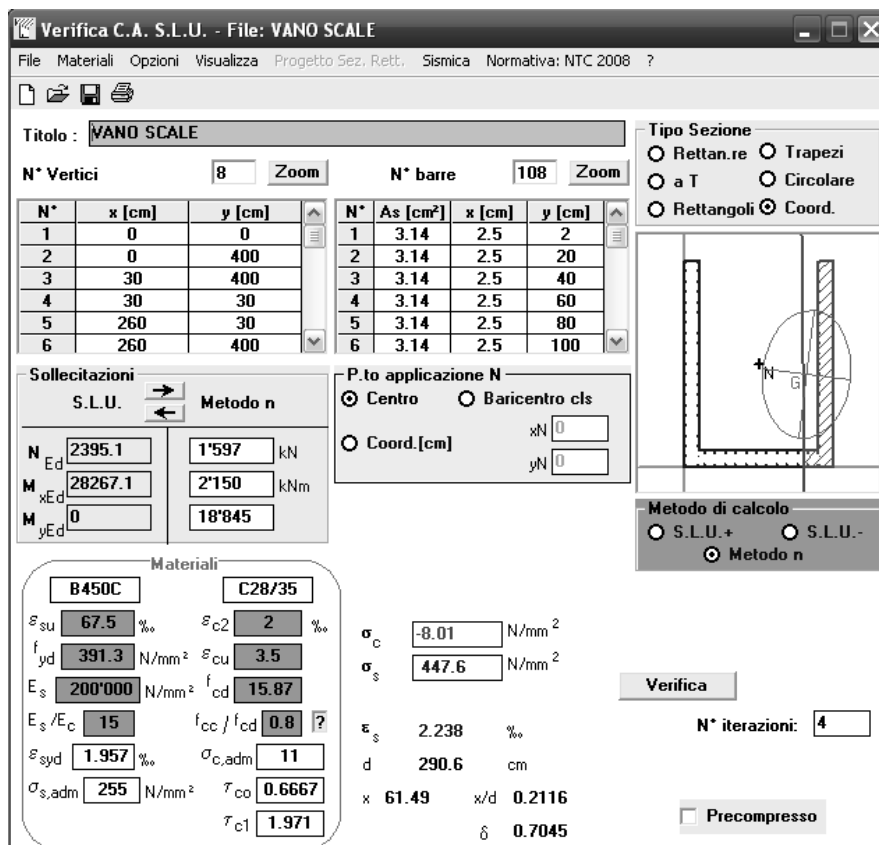 Verifica C.A. S.L.U. - File: VANO SCALE
File Materiali Opzioni Visualizza Progetto Sez. Rett. Sismica Normativa: NTC 2008 ?
Titolo : VANO SCALE
N° Vertici 8 Zoom N° barre 108 Zoom
N° x [cm] y [cm]
1 0 0
2 0 400
3 30 400
4 30 30
5 260 30
6 260 400
N° As [cm²] x [cm] y [cm]
1 3.14 2.5 2
2 3.14 2.5 20
3 3.14 2.5 40
4 3.14 2.5 60
5 3.14 2.5 80
6 3.14 2.5 100
Tipo Sezione
Rettan.re Trapezi
a T Circolare
Rettangoli Coord.
N G
Sollecitazioni
S.L.U. Metodo n
N Ed 2395.1 1'597 kN
M xEd 28267.1 2'150 kNm
M yEd 0 18'845
P.to applicazione N
Centro Baricentro cls
Coord.[cm] xN 0
yN 0
Metodo di calcolo
S.L.U.+ S.L.U.-
Metodo n
Materiali
B450C C28/35
εsu 67.5 ‰ εc2 2 ‰
fyd 391.3 N/mm² εcu 3.5
Es 200'000 N/mm² fcd 15.87
Es/Ec 15 fcc / fcd 0.8 ?
εsyd 1.957 ‰ σc,adm 11
σs,adm 255 N/mm² τco 0.6667
τc1 1.971
σc -8.01 N/mm²
σs 447.6 N/mm²
εs 2.238 ‰
d 290.6 cm
x 61.49 x/d 0.2116
δ 0.7045
Verifica
N° iterazioni: 4
Precompresso